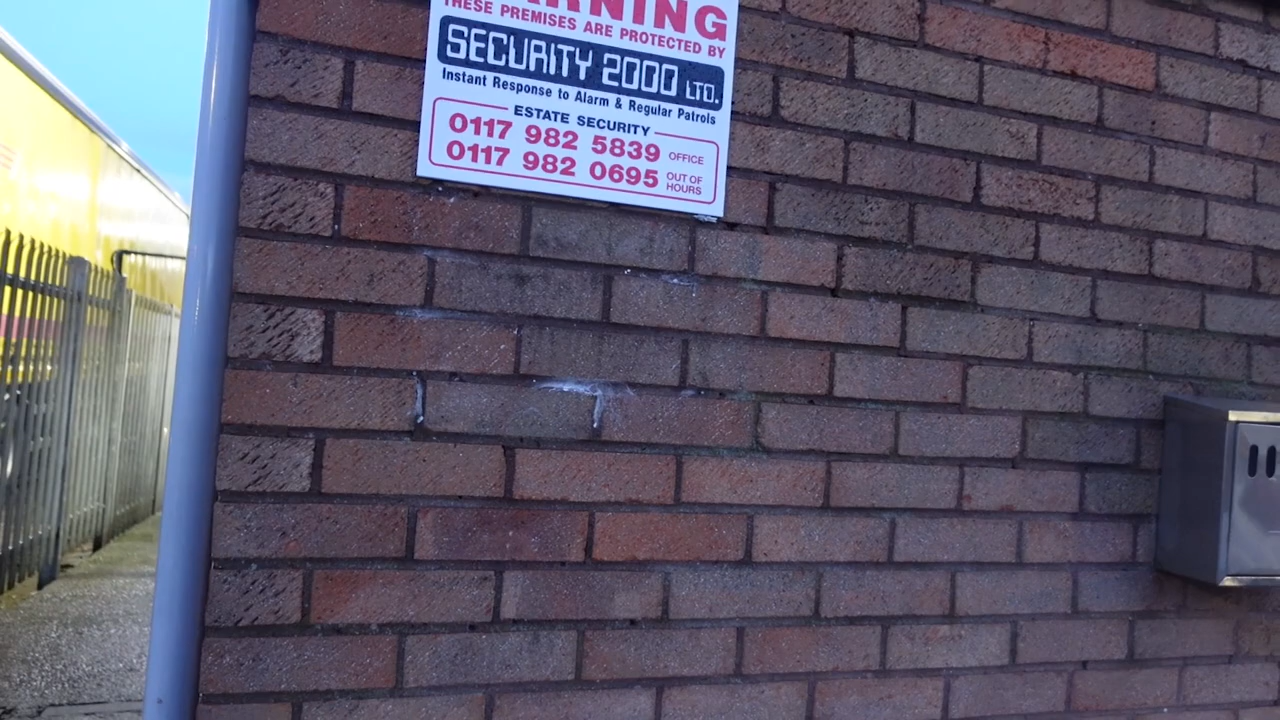 WARNING
THESE PREMISES ARE PROTECTED BY
SECURITY 2000 LTD.
Instant Response to Alarm & Regular Patrols
ESTATE SECURITY
0117 982 5839 OFFICE
0117 982 0695 OUT OF HOURS